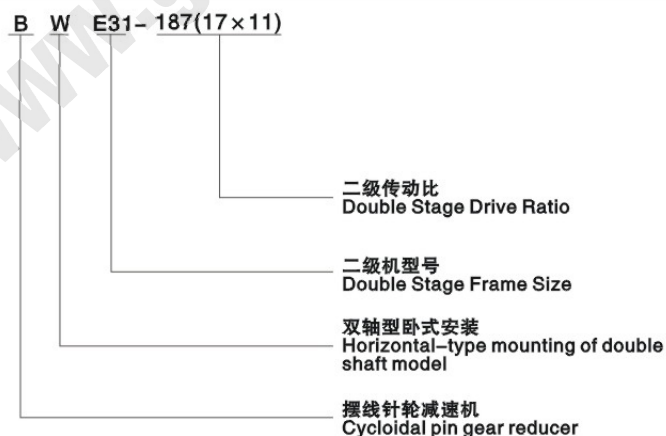 B W E31- 187(17×11)
二级传动比
Double Stage Drive Ratio
二级机型号
Double Stage Frame Size
双轴型卧式安装
Horizontal-type mounting of double
shaft model
摆线针轮减速机
Cycloidal pin gear reducer